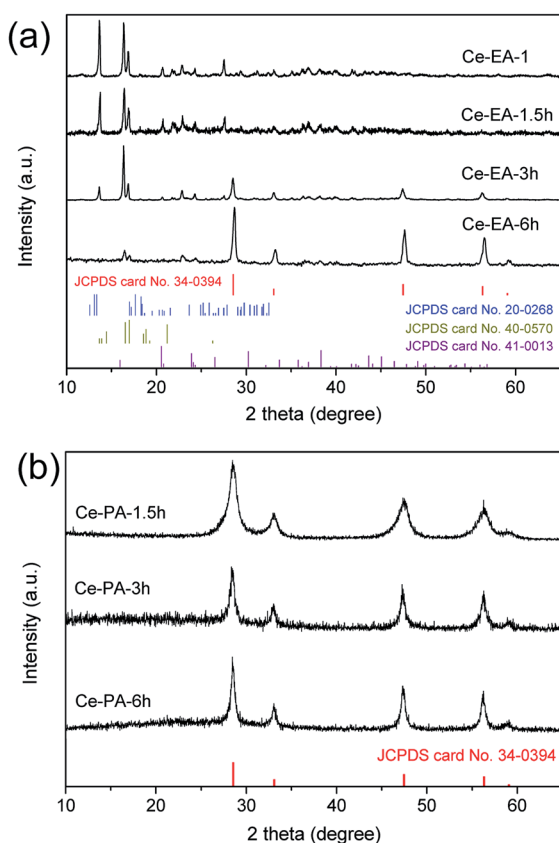 (a)
Ce-EA-1
Ce-EA-1.5h
Ce-EA-3h
Ce-EA-6h
JCPDS card No. 34-0394
JCPDS card No. 20-0268
JCPDS card No. 40-0570
JCPDS card No. 41-0013
Intensity (a.u.)
10 20 30 40 50 60
2 theta (degree)
(b)
Ce-PA-1.5h
Ce-PA-3h
Ce-PA-6h
JCPDS card No. 34-0394
Intensity (a.u.)
10 20 30 40 50 60
2 theta (degree)